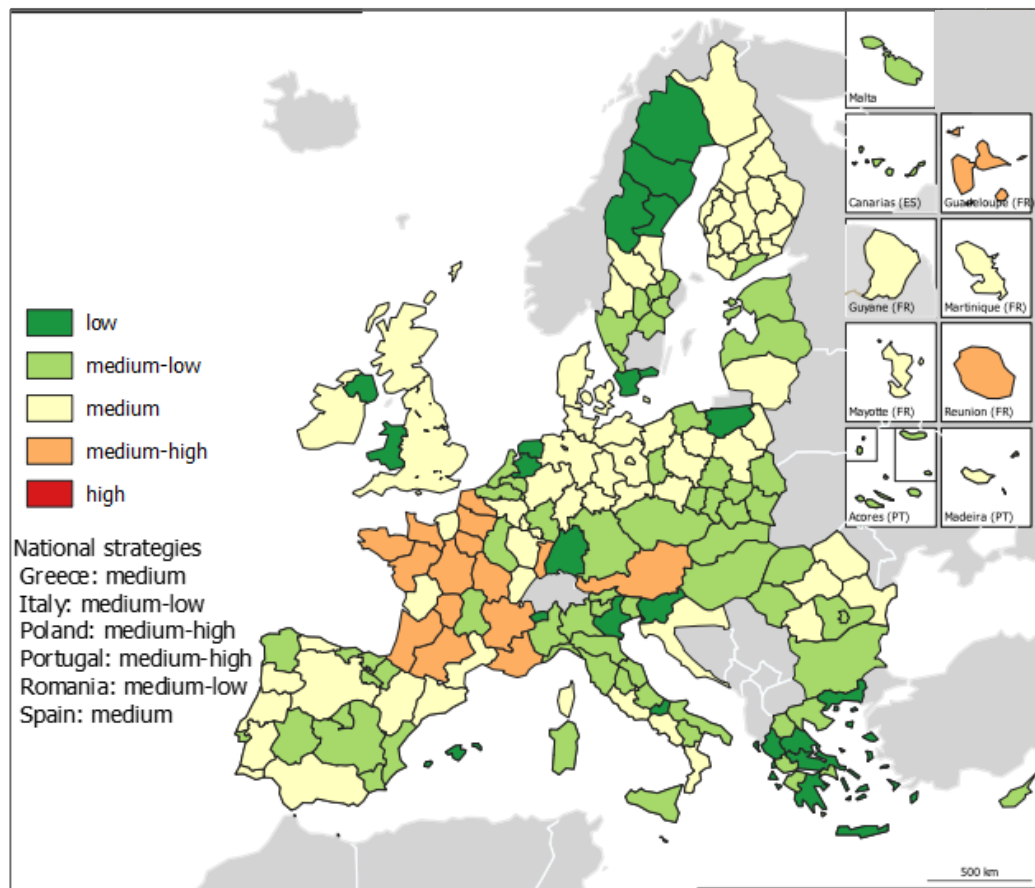 low
medium-low
medium
medium-high
high
National strategies
Greece: medium
Italy: medium-low
Poland: medium-high
Portugal: medium-high
Romania: medium-low
Spain: medium
Malta
Canarias (ES)
Guadeloupe (FR)
Guyane (FR)
Martinique (FR)
Mayotte (FR)
Reunion (FR)
Acores (PT)
Madeira (PT)
500 km